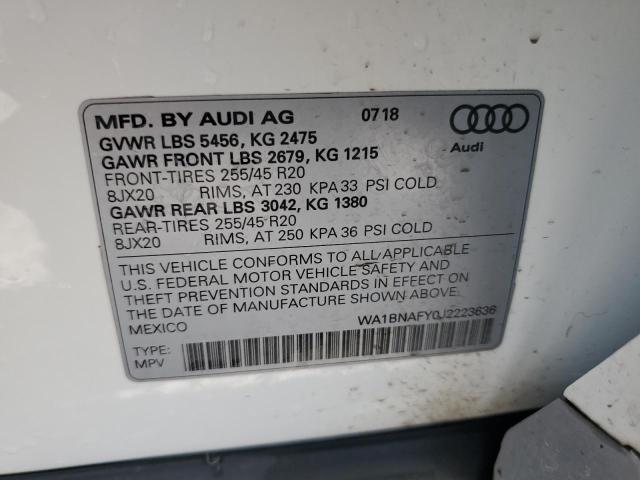 MFD. BY AUDI AG 07 18
GVWR LBS 5456, KG 2475
GAWR FRONT LBS 2679, KG 1215
FRONT-TIRES 255/45 R20
8JX20 RIMS, AT 230 KPA 33 PSI COLD
GAWR REAR LBS 3042, KG 1380
REAR-TIRES 255/45 R20
8JX20 RIMS, AT 250 KPA 36 PSI COLD
Audi
THIS VEHICLE CONFORMS TO ALL APPLICABLE
U.S. FEDERAL MOTOR VEHICLE SAFETY AND
THEFT PREVENTION STANDARDS IN EFFECT ON
THE DATE OF MANUFACTURE SHOWN ABOVE.
MEXICO
WA1BNAFY0J2223636
TYPE:
MPV